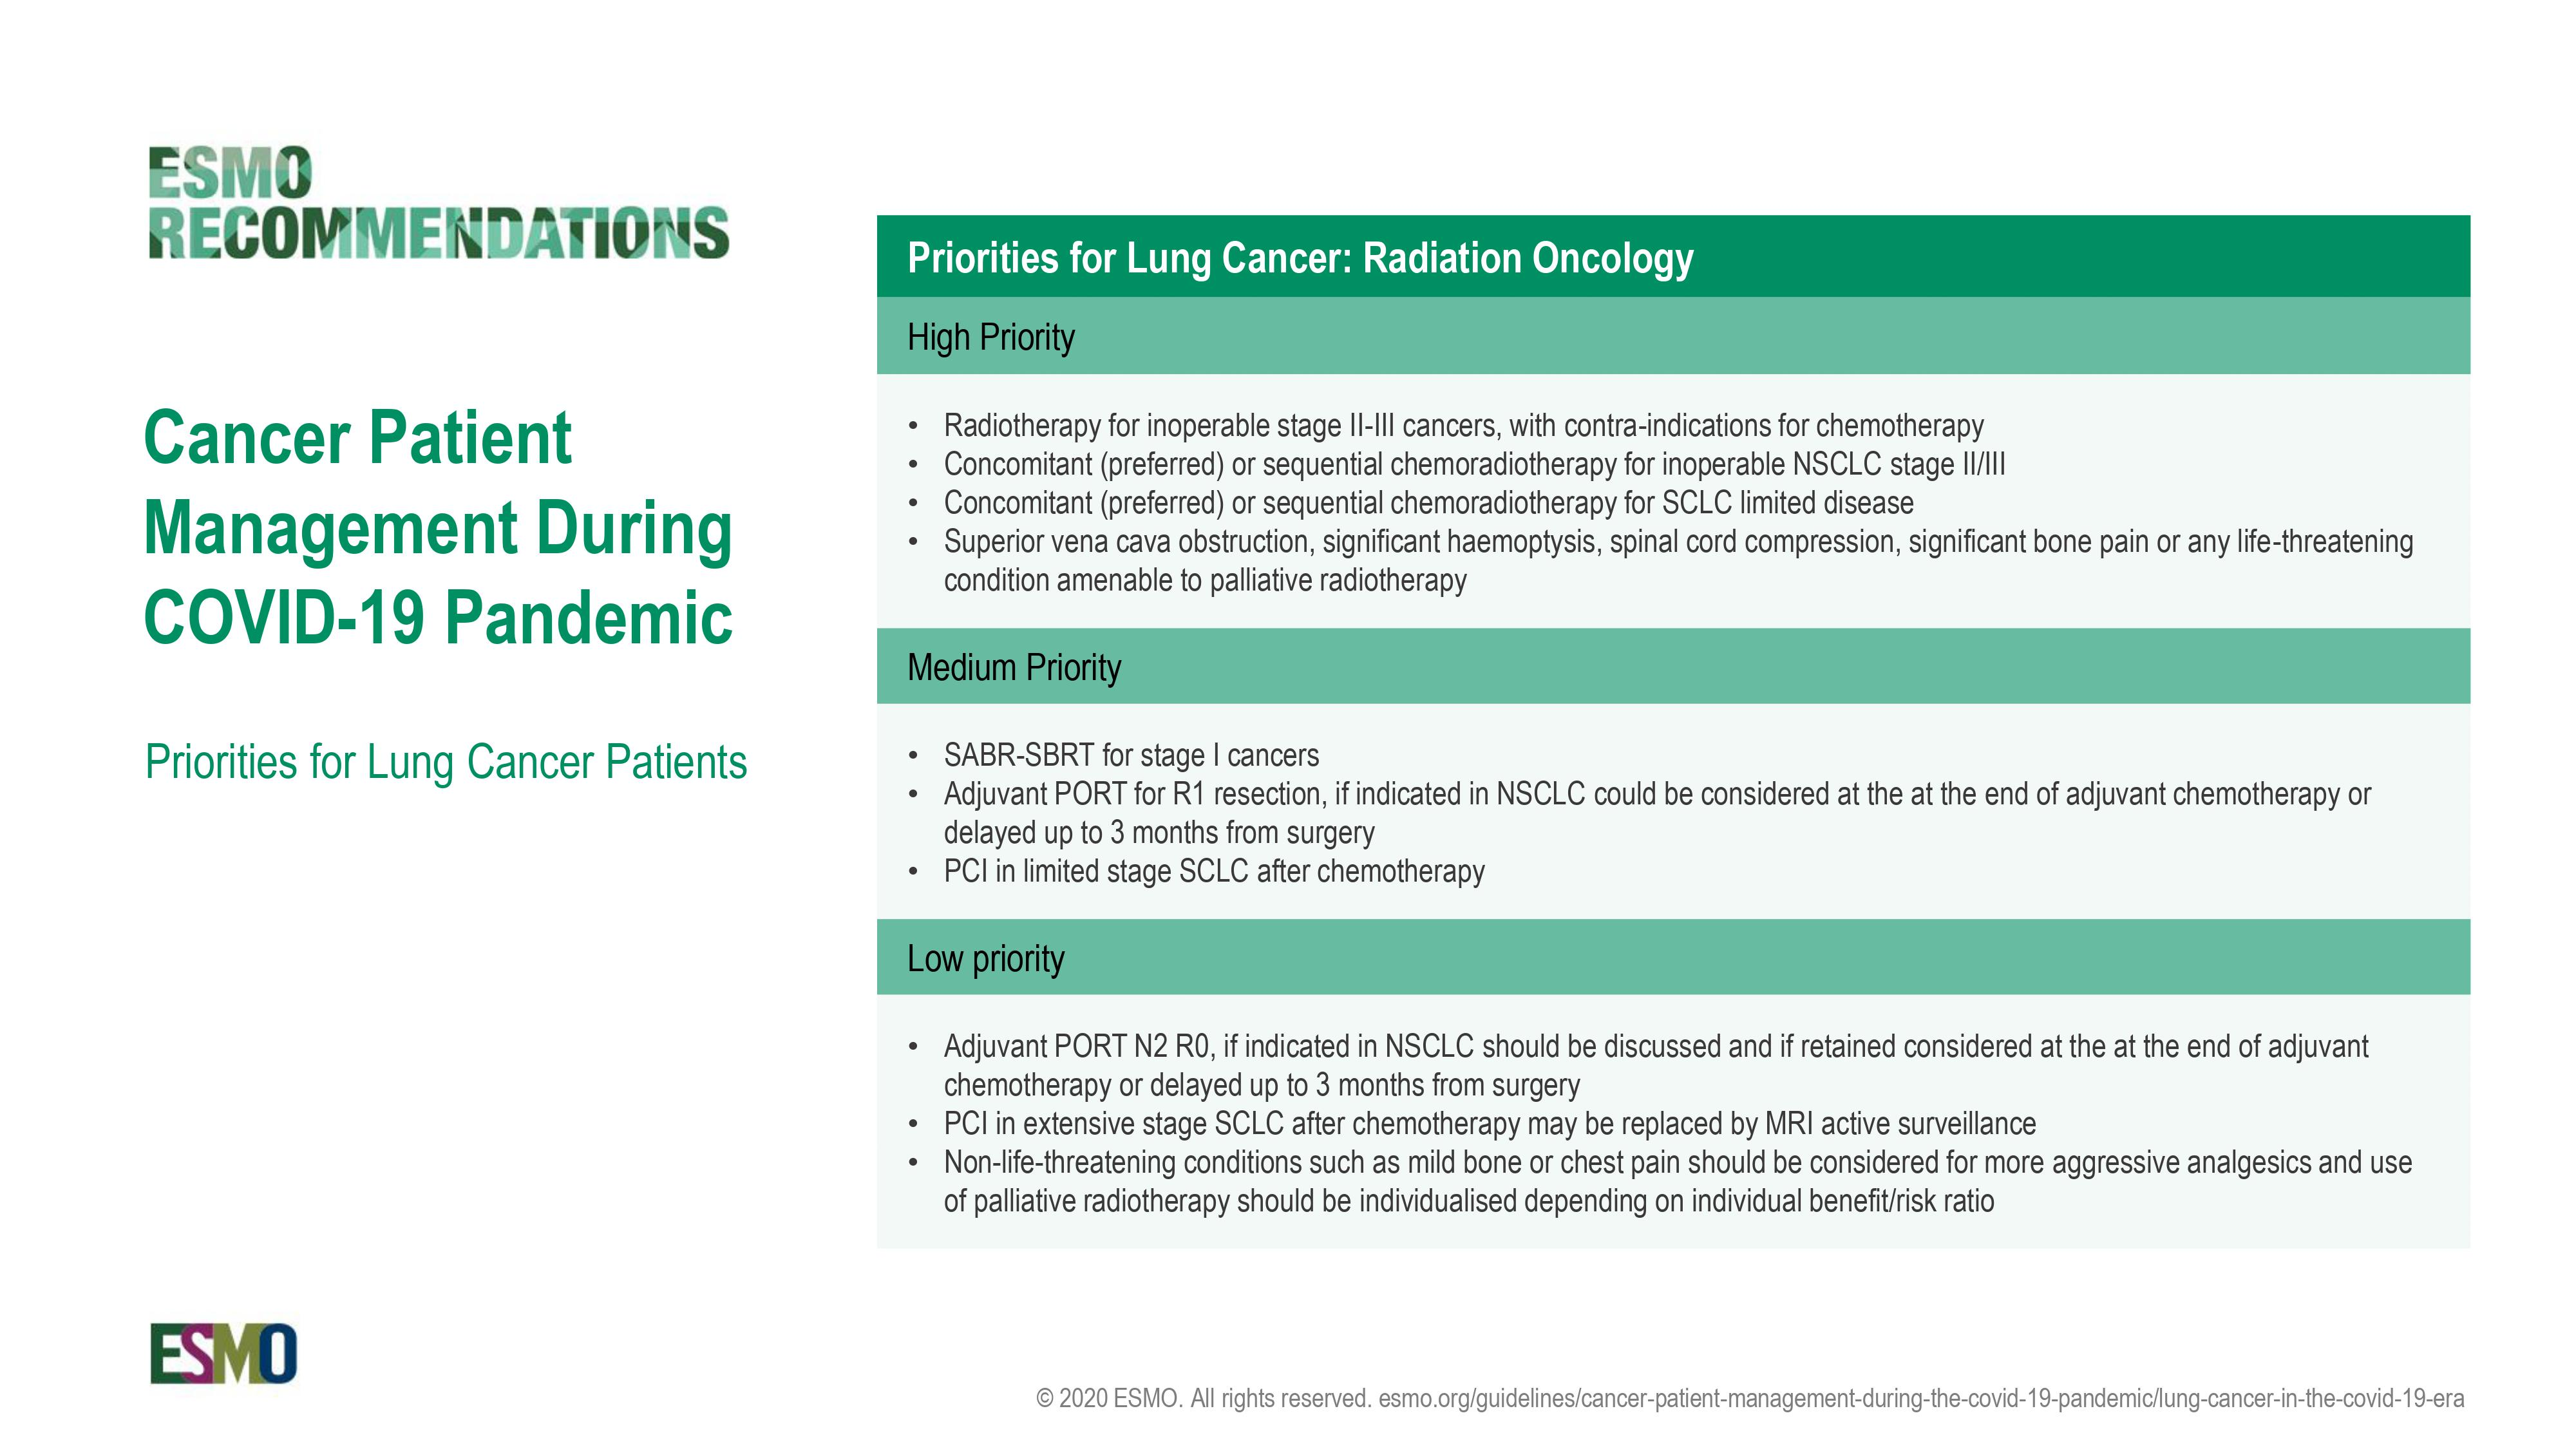 ESMO
RECOMMENDATIONS
Cancer Patient
Management During
COVID-19 Pandemic
Priorities for Lung Cancer Patients
Priorities for Lung Cancer: Radiation Oncology
High Priority
• Radiotherapy for inoperable stage II-III cancers, with contra-indications for chemotherapy
• Concomitant (preferred) or sequential chemoradiotherapy for inoperable NSCLC stage II/III
• Concomitant (preferred) or sequential chemoradiotherapy for SCLC limited disease
• Superior vena cava obstruction, significant haemoptysis, spinal cord compression, significant bone pain or any life-threatening
condition amenable to palliative radiotherapy
Medium Priority
• SABR-SBRT for stage I cancers
• Adjuvant PORT for R1 resection, if indicated in NSCLC could be considered at the at the end of adjuvant chemotherapy or
delayed up to 3 months from surgery
• PCI in limited stage SCLC after chemotherapy
Low priority
• Adjuvant PORT N2 R0, if indicated in NSCLC should be discussed and if retained considered at the at the end of adjuvant
chemotherapy or delayed up to 3 months from surgery
• PCI in extensive stage SCLC after chemotherapy may be replaced by MRI active surveillance
• Non-life-threatening conditions such as mild bone or chest pain should be considered for more aggressive analgesics and use
of palliative radiotherapy should be individualised depending on individual benefit/risk ratio
ESMO
© 2020 ESMO. All rights reserved. esmo.org/guidelines/cancer-patient-management-during-the-covid-19-pandemic/lung-cancer-in-the-covid-19-era